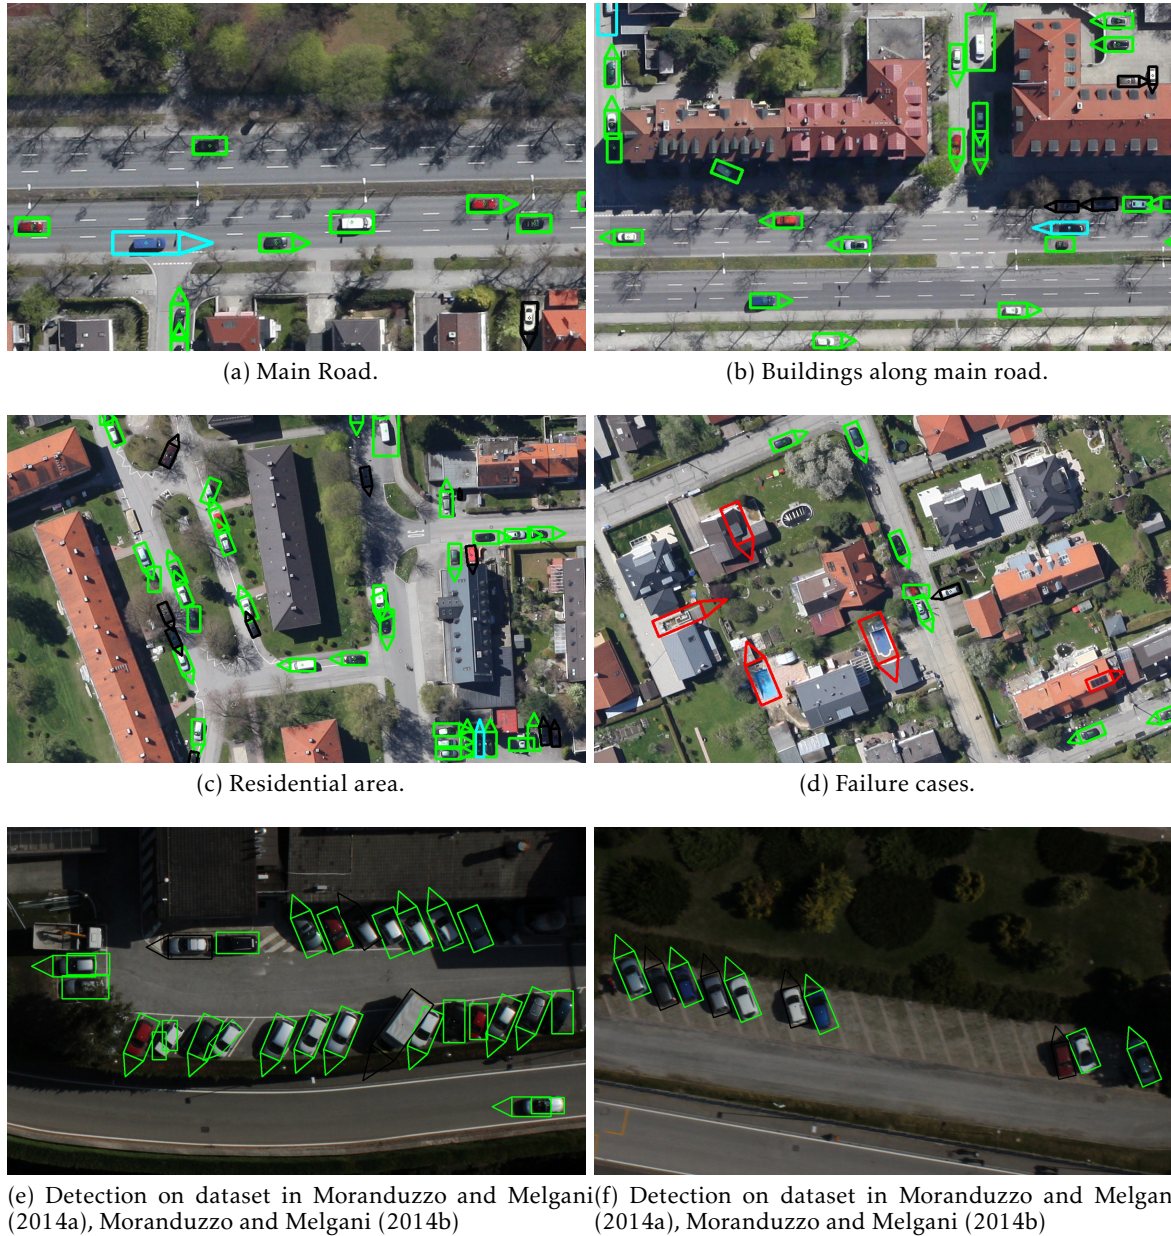 (a) Main Road.
(b) Buildings along main road.
(c) Residential area.
(d) Failure cases.
(e) Detection on dataset in Moranduzzo and Melgani
(2014a), Moranduzzo and Melgani (2014b)
(f) Detection on dataset in Moranduzzo and Melgan
(2014a), Moranduzzo and Melgani (2014b)